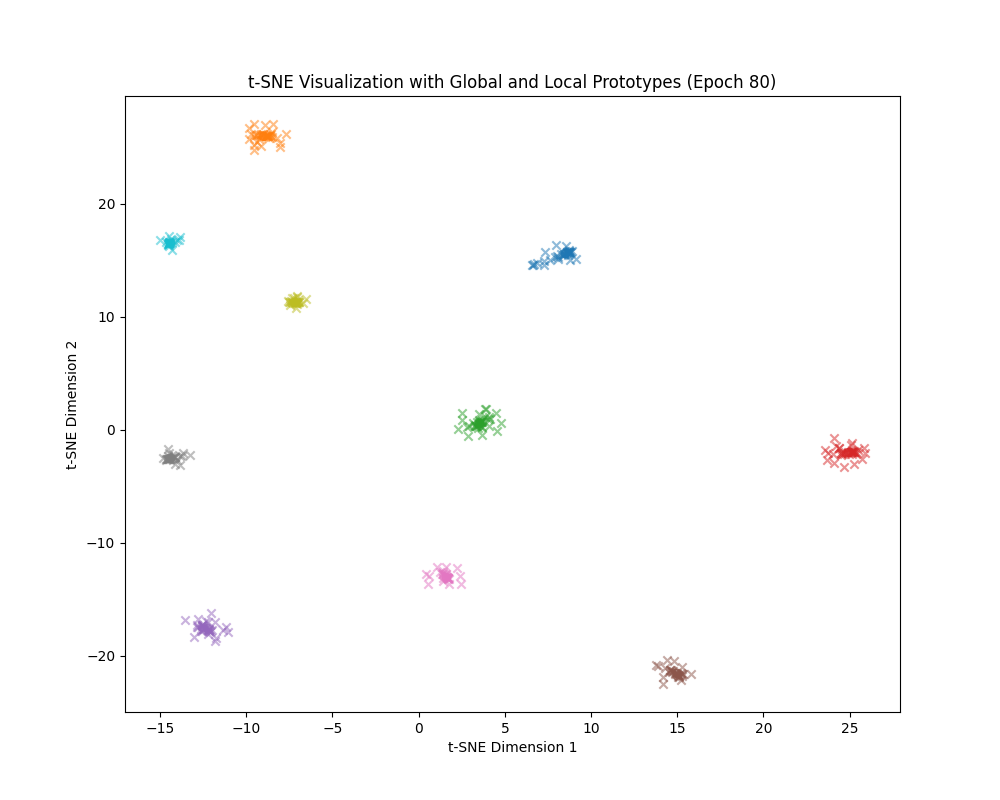 t-SNE Visualization with Global and Local Prototypes (Epoch 80)
20
10
0
−10
−20
t-SNE Dimension 2
−15 −10 −5 0 5 10 15 20 25
t-SNE Dimension 1